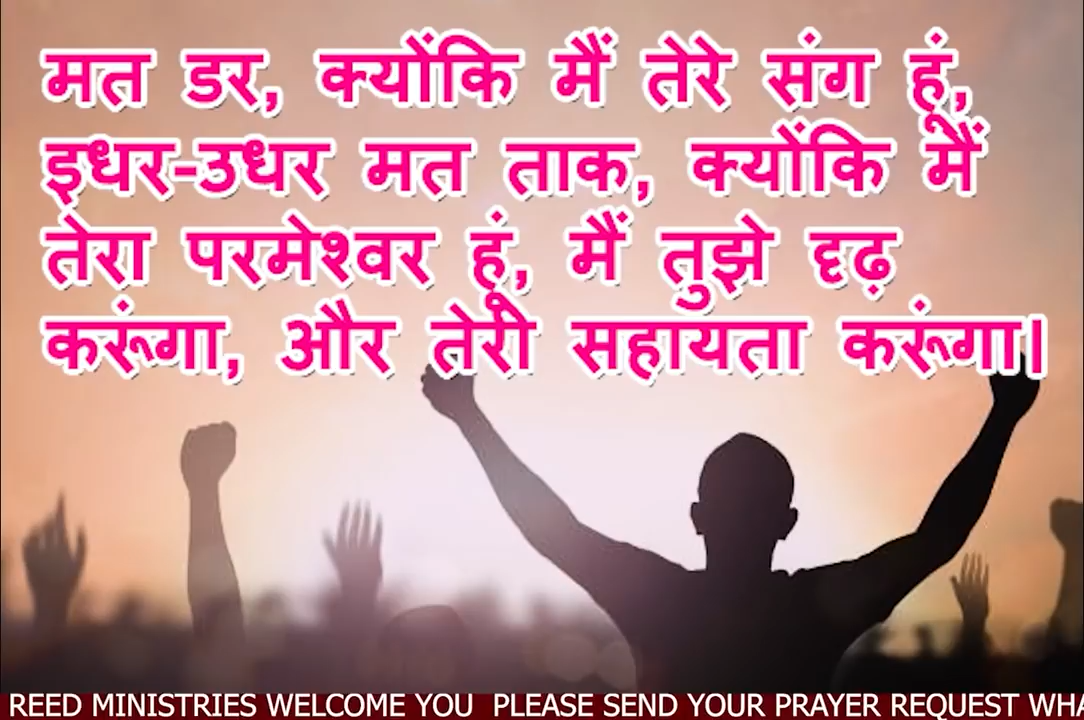 मत डर, क्योंकि मैं तेरे संग हूं,
इधर-उधर मत ताक, क्योंकि मैं
तेरा परमेश्वर हूं, मैं तुझे दृढ़
करूंगा, और तेरी सहायता करूंगा।
REED MINISTRIES WELCOME YOU PLEASE SEND YOUR PRAYER REQUEST